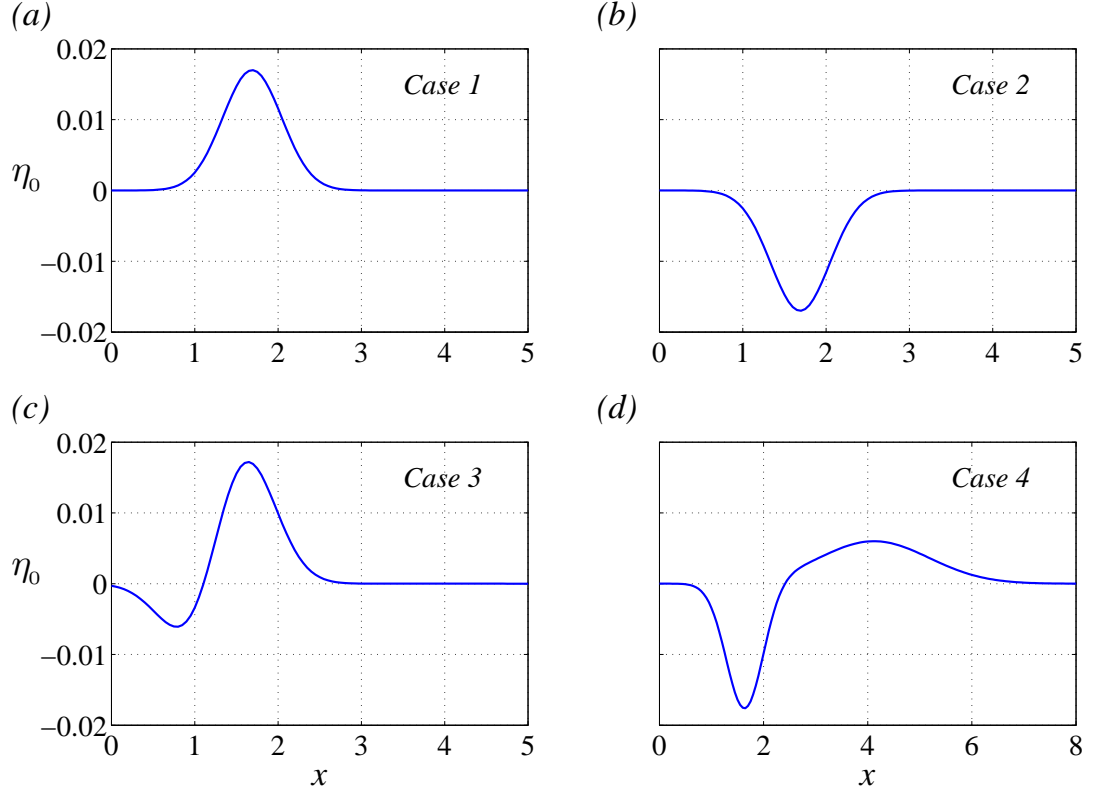 (a)
0.02
0.01
0
−0.01
−0.02
η₀
Case 1
0 1 2 3 4 5
(b)
Case 2
0 1 2 3 4 5
(c)
0.02
0.01
0
−0.01
−0.02
η₀
Case 3
0 1 2 3 4 5
x
(d)
Case 4
0 2 4 6 8
x